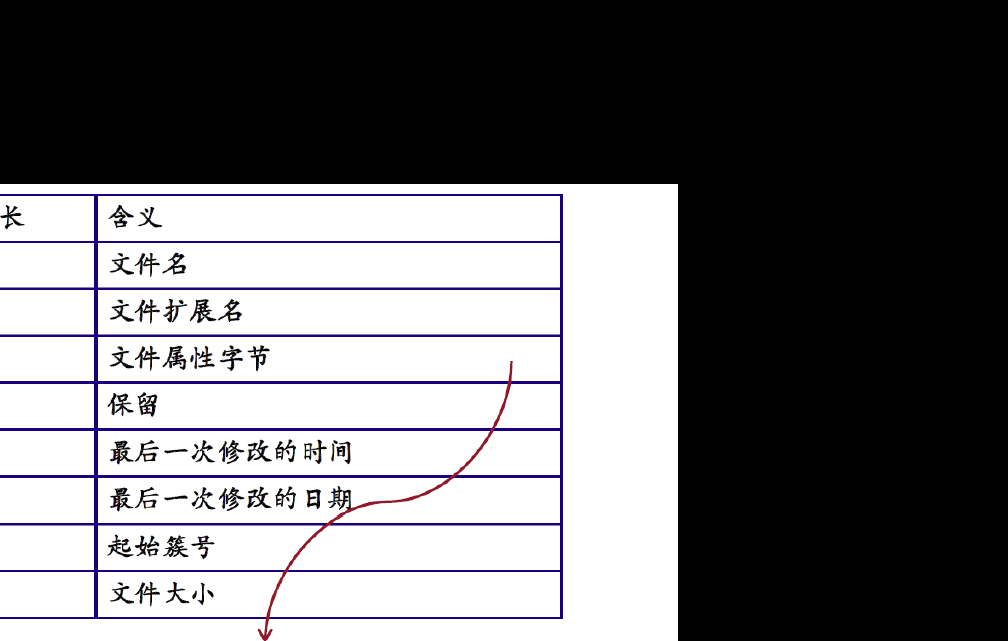 长 含义
文件名
文件扩展名
文件属性字节
保留
最后一次修改的时间
最后一次修改的日期
起始簇号
文件大小